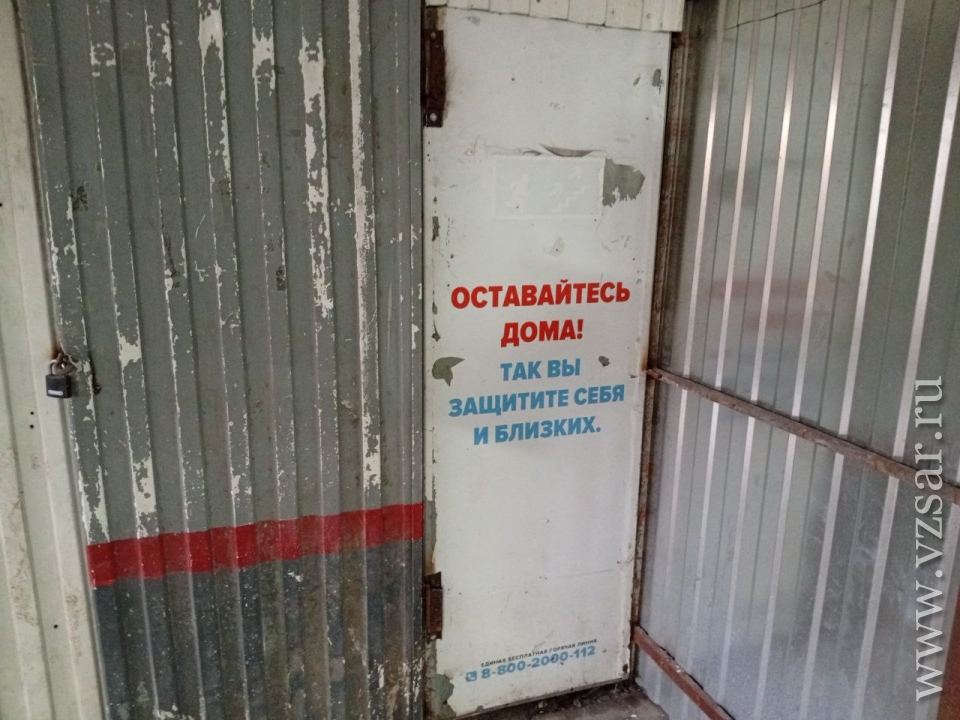 ОСТАВАЙТЕСЬ
ДОМА!
ТАК ВЫ
ЗАЩИТИТЕ СЕБЯ
И БЛИЗКИХ.
ЕДИНАЯ БЕСПЛАТНАЯ ГОРЯЧАЯ ЛИНИЯ
8-800-2000-112
www.vzsar.ru